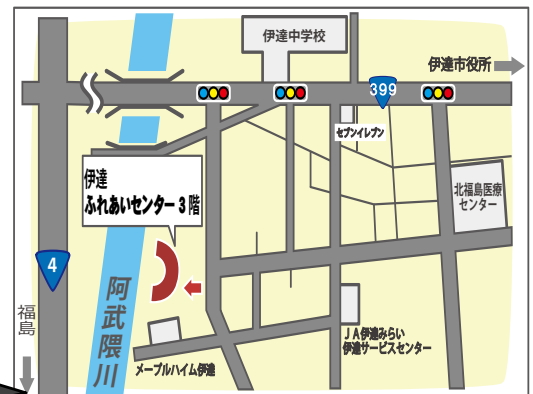 伊達中学校
伊達市役所
399
セブンイレブン
伊達
ふれあいセンター 3 階
北福島医療
センター
4
福島
阿武隈川
JA伊達みらい
伊達サービスセンター
メープルハイム伊達